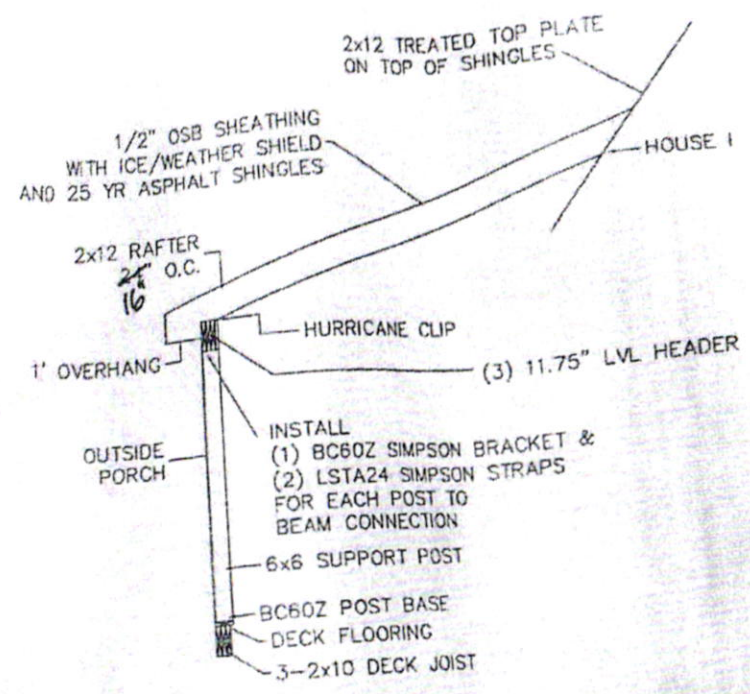 2x12 TREATED TOP PLATE
ON TOP OF SHINGLES
1/2" OSB SHEATHING
WITH ICE/WEATHER SHIELD
AND 25 YR ASPHALT SHINGLES
HOUSE
2x12 RAFTER
24" O.C.
16"
HURRICANE CLIP
1' OVERHANG
(3) 11.75" LVL HEADER
INSTALL
(1) BC60Z SIMPSON BRACKET &
(2) LSTA24 SIMPSON STRAPS
FOR EACH POST TO
BEAM CONNECTION
OUTSIDE
PORCH
6x6 SUPPORT POST
BC60Z POST BASE
DECK FLOORING
3-2x10 DECK JOIST